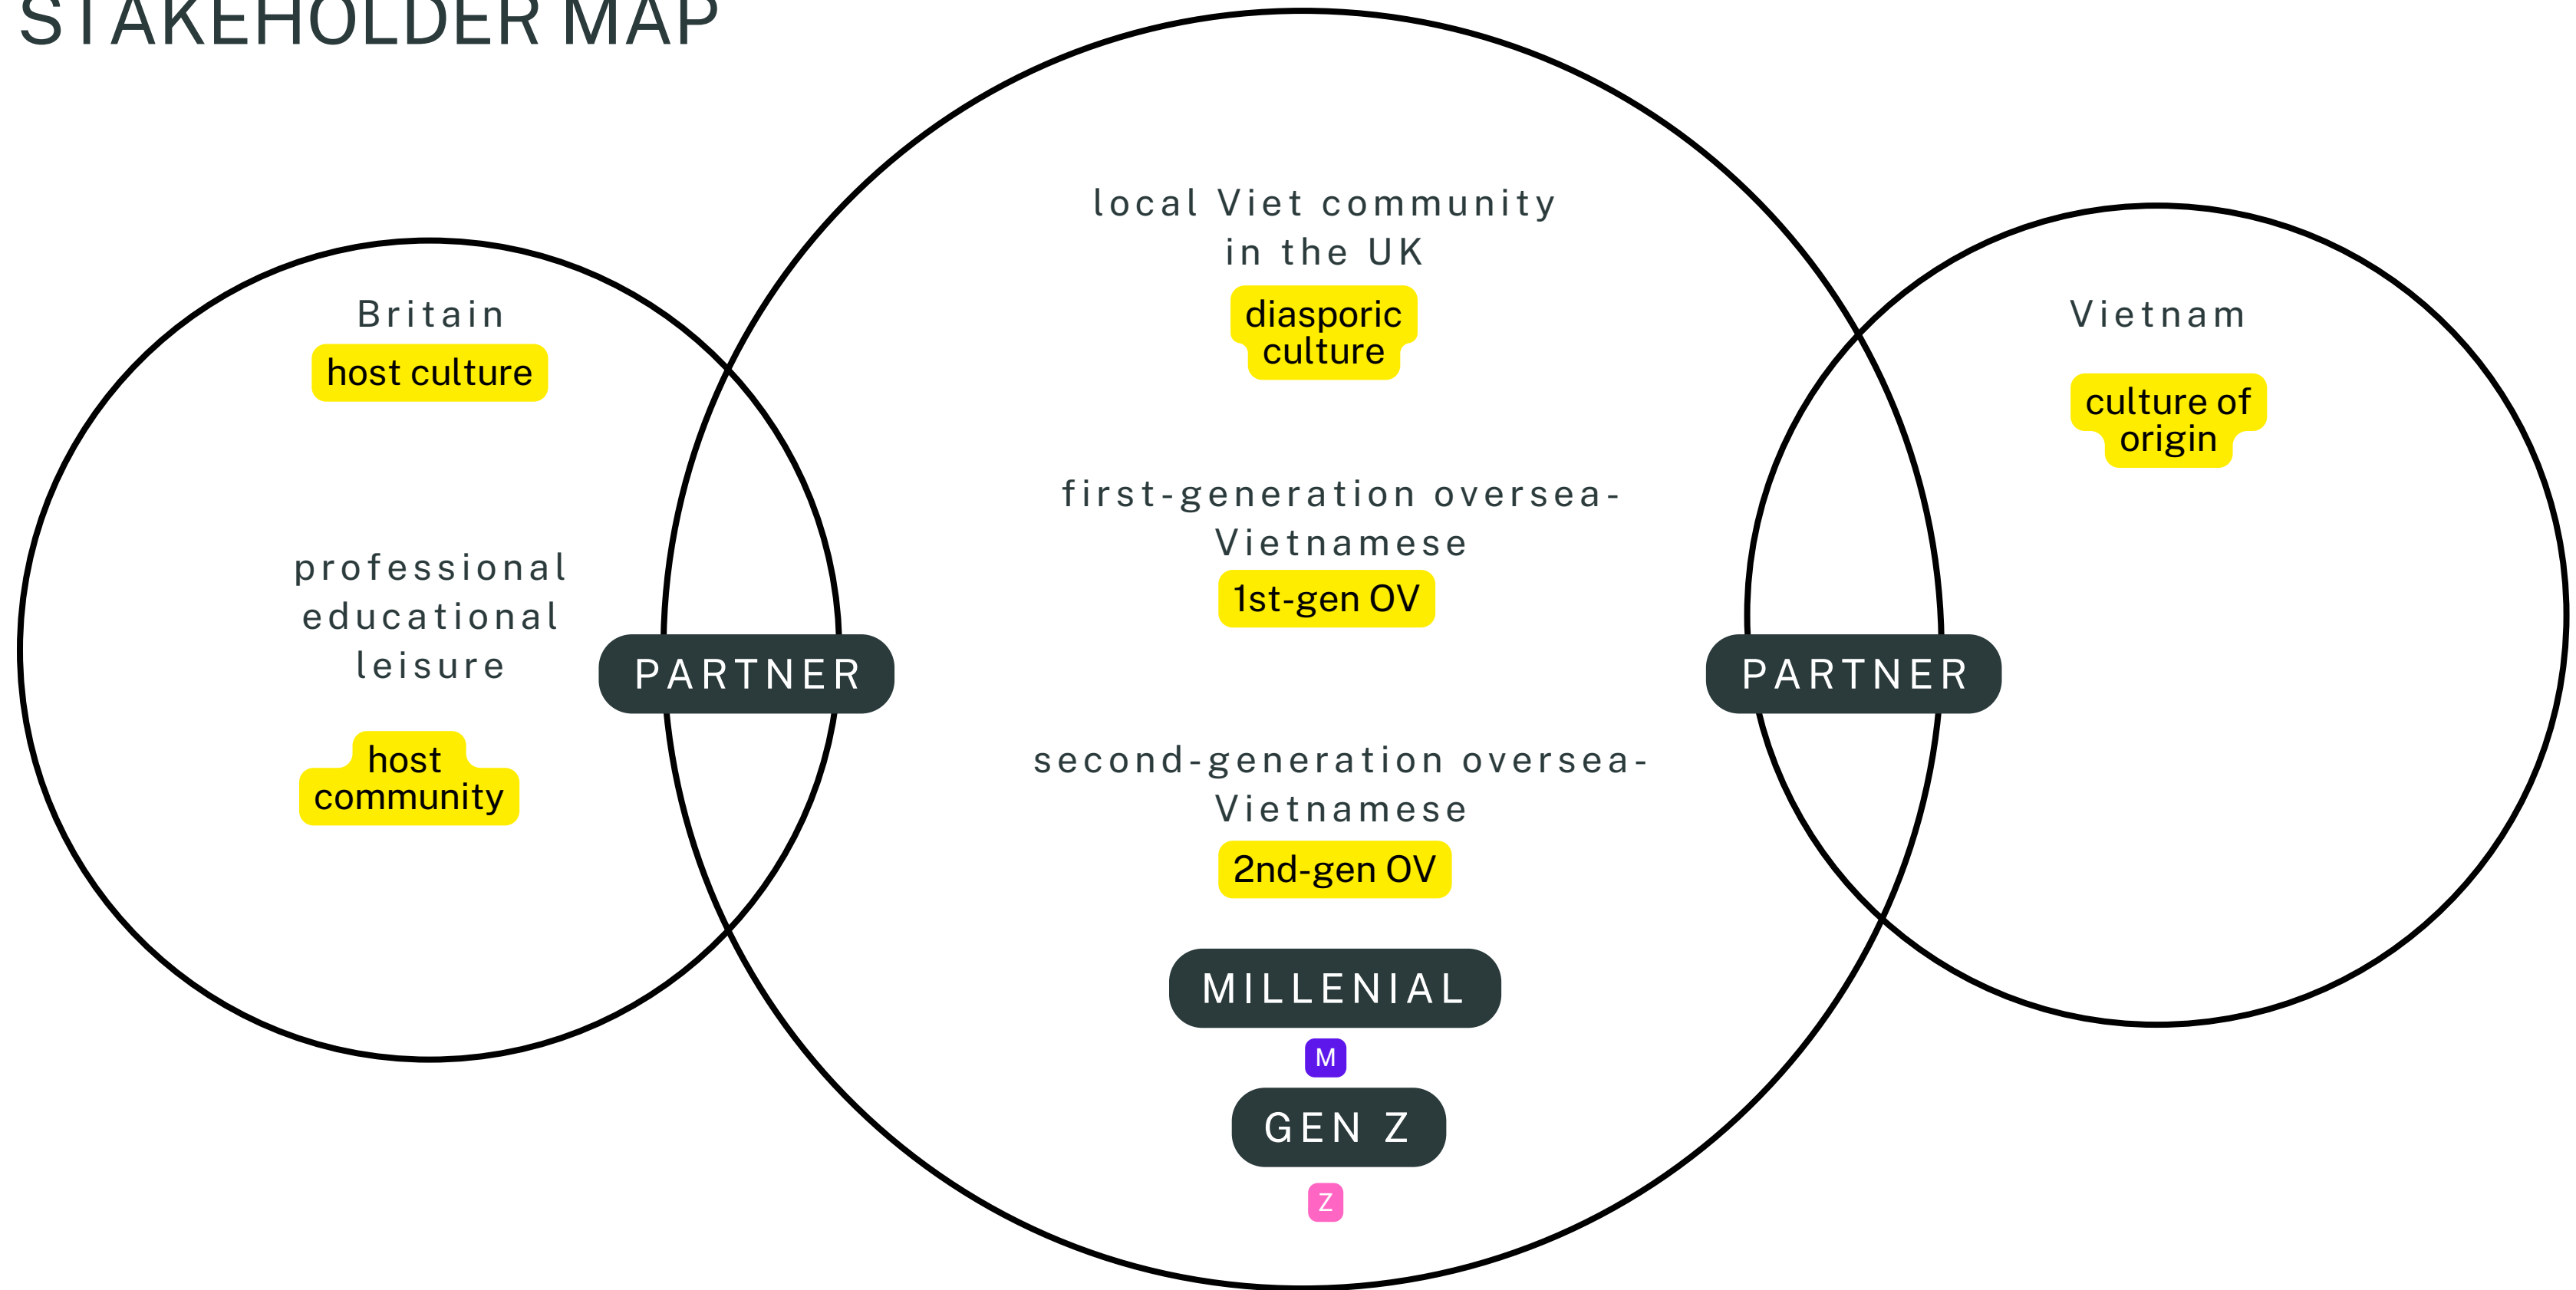 STAKEHOLDER MAP
Britain
host culture
professional
educational
leisure
host
community
PARTNER
local Viet community
in the UK
diasporic
culture
first-generation oversea-
Vietnamese
1st-gen OV
second-generation oversea-
Vietnamese
2nd-gen OV
MILLENIAL
M
GEN Z
Z
PARTNER
Vietnam
culture of
origin